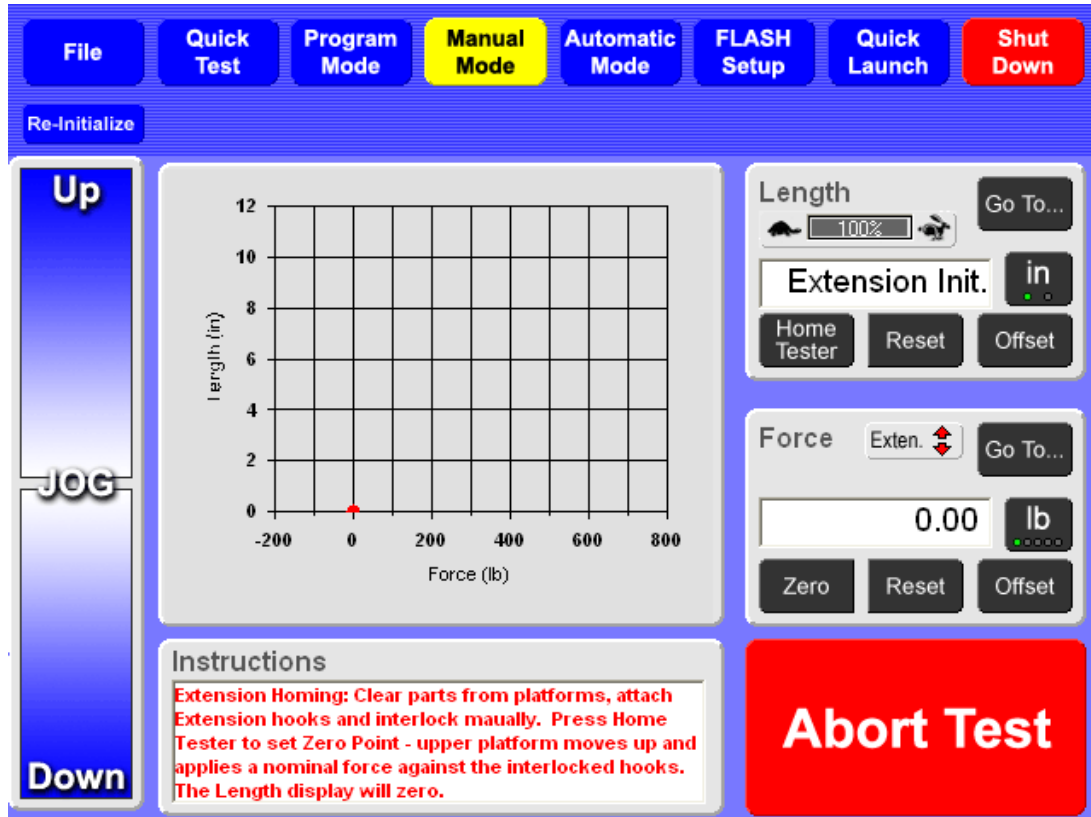 File
Quick
Test
Program
Mode
Manual
Mode
Automatic
Mode
FLASH
Setup
Quick
Launch
Shut
Down
Re-Initialize
Up
JOG
Down
12
10
8
6
4
2
0
-200 0 200 400 600 800
Length (in)
Force (lb)
Length
Go To...
100%
Extension Init.
in
Home
Tester
Reset
Offset
Force
Exten.
Go To...
0.00
lb
Zero
Reset
Offset
Instructions
Extension Homing: Clear parts from platforms, attach
Extension hooks and interlock maually. Press Home
Tester to set Zero Point - upper platform moves up and
applies a nominal force against the interlocked hooks.
The Length display will zero.
Abort Test